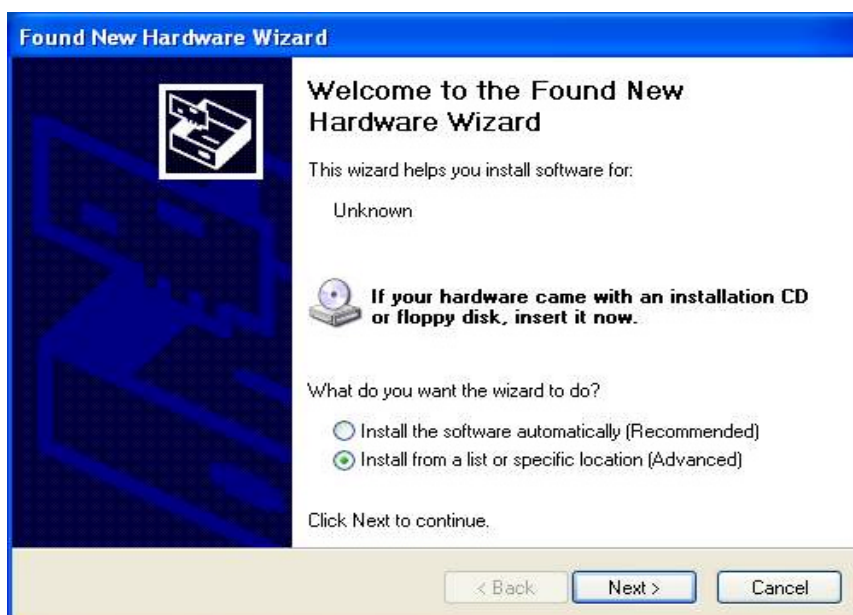 Found New Hardware Wizard
Welcome to the Found New
Hardware Wizard
This wizard helps you install software for:
Unknown
If your hardware came with an installation CD
or floppy disk, insert it now.
What do you want the wizard to do?
Install the software automatically (Recommended)
Install from a list or specific location (Advanced)
Click Next to continue.
< Back Next > Cancel